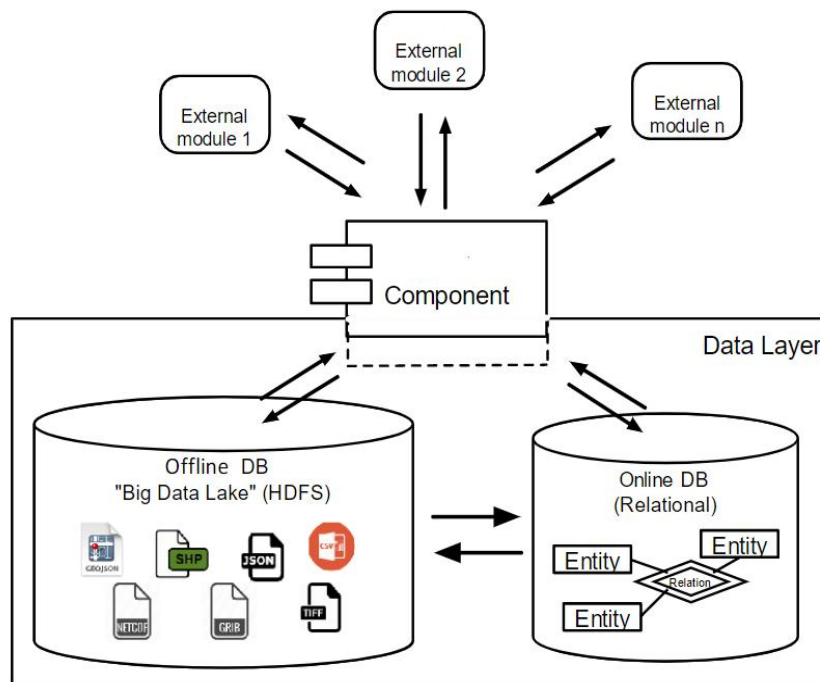 External
module 1
External
module 2
External
module n
Component
Data Layer
Offline DB
"Big Data Lake" (HDFS)
GEOJSON
SHP
JSON
CSV
NETCDF
GRIB
TIFF
Online DB
(Relational)
Entity
Entity
Relation
Entity